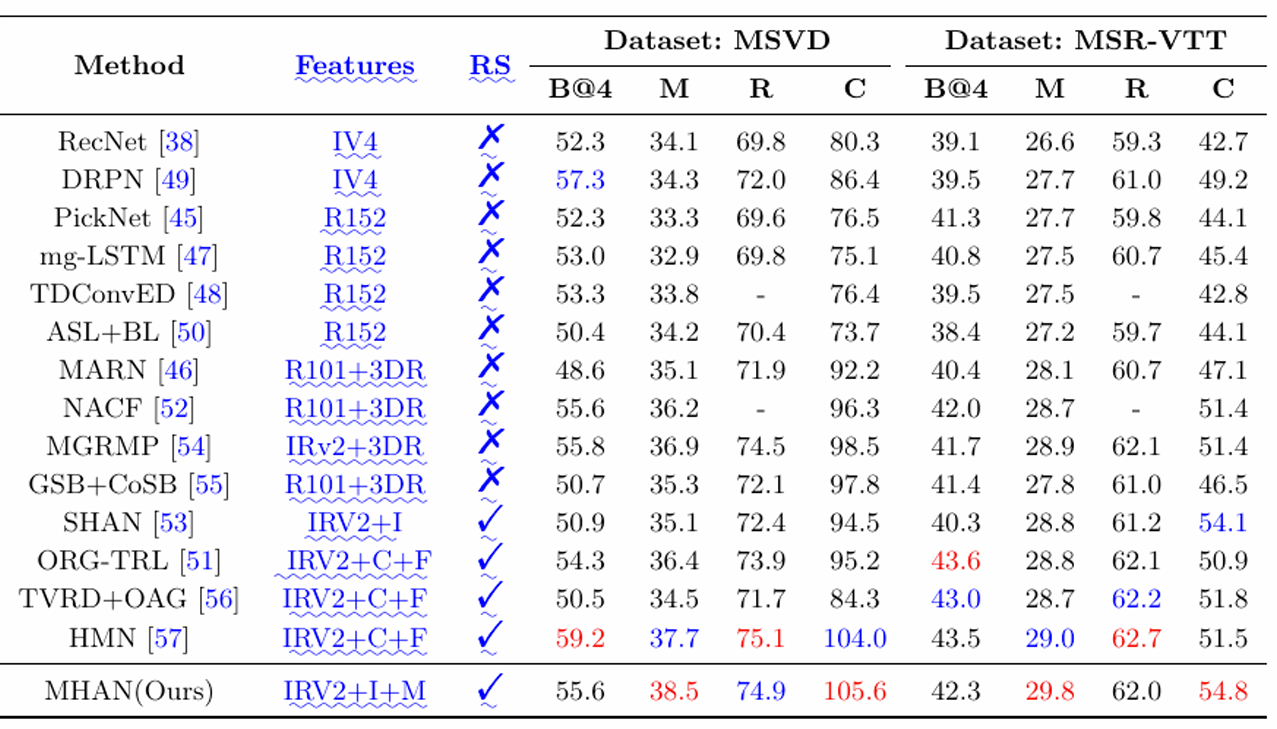 Method Features RS Dataset: MSVD Dataset: MSR-VTT
B@4 M R C B@4 M R C
RecNet [38] IV4 ✗ 52.3 34.1 69.8 80.3 39.1 26.6 59.3 42.7
DRPN [49] IV4 ✗ 57.3 34.3 72.0 86.4 39.5 27.7 61.0 49.2
PickNet [45] R152 ✗ 52.3 33.3 69.6 76.5 41.3 27.7 59.8 44.1
mg-LSTM [47] R152 ✗ 53.0 32.9 69.8 75.1 40.8 27.5 60.7 45.4
TDConvED [48] R152 ✗ 53.3 33.8 - 76.4 39.5 27.5 - 42.8
ASL+BL [50] R152 ✗ 50.4 34.2 70.4 73.7 38.4 27.2 59.7 44.1
MARN [46] R101+3DR ✗ 48.6 35.1 71.9 92.2 40.4 28.1 60.7 47.1
NACF [52] R101+3DR ✗ 55.6 36.2 - 96.3 42.0 28.7 - 51.4
MGRMP [54] IRv2+3DR ✗ 55.8 36.9 74.5 98.5 41.7 28.9 62.1 51.4
GSB+CoSB [55] R101+3DR ✗ 50.7 35.3 72.1 97.8 41.4 27.8 61.0 46.5
SHAN [53] IRV2+I ✓ 50.9 35.1 72.4 94.5 40.3 28.8 61.2 54.1
ORG-TRL [51] IRV2+C+F ✓ 54.3 36.4 73.9 95.2 43.6 28.8 62.1 50.9
TVRD+OAG [56] IRV2+C+F ✓ 50.5 34.5 71.7 84.3 43.0 28.7 62.2 51.8
HMN [57] IRV2+C+F ✓ 59.2 37.7 75.1 104.0 43.5 29.0 62.7 51.5
MHAN(Ours) IRV2+I+M ✓ 55.6 38.5 74.9 105.6 42.3 29.8 62.0 54.8